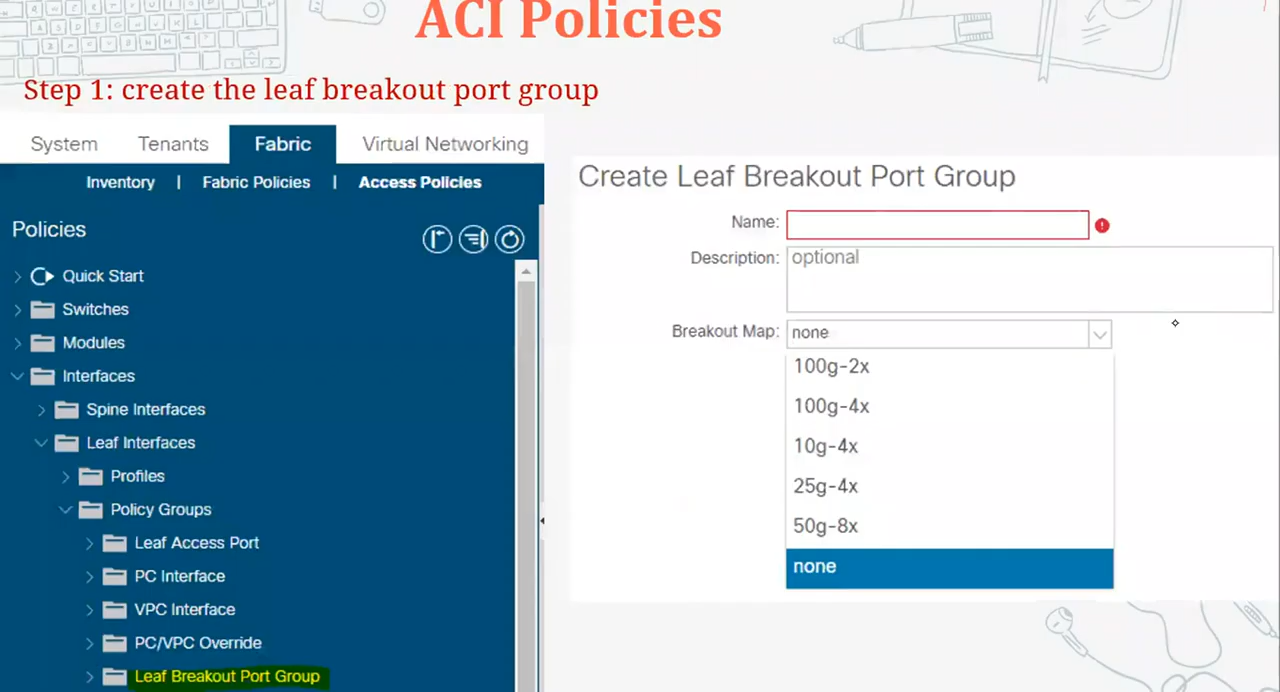 ACI Policies
Step 1: create the leaf breakout port group
System Tenants Fabric Virtual Networking
Inventory | Fabric Policies | Access Policies
Policies
Quick Start
Switches
Modules
Interfaces
Spine Interfaces
Leaf Interfaces
Profiles
Policy Groups
Leaf Access Port
PC Interface
VPC Interface
PC/VPC Override
Leaf Breakout Port Group
Create Leaf Breakout Port Group
Name:
Description: optional
Breakout Map: none
100g-2x
100g-4x
10g-4x
25g-4x
50g-8x
none